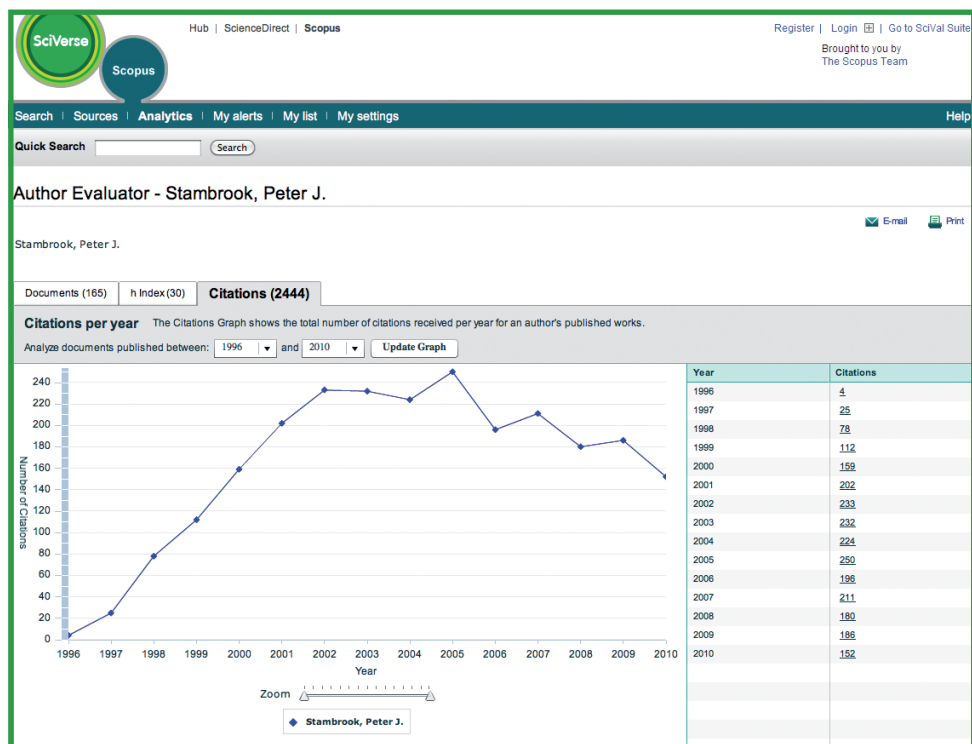 SciVerse
Scopus
Hub | ScienceDirect | Scopus
Register | Login | Go to SciVal Suite
Brought to you by
The Scopus Team
Search | Sources | Analytics | My alerts | My list | My settings
Help
Quick Search
Search
Author Evaluator - Stambrook, Peter J.
E-mail
Print
Stambrook, Peter J.
Documents (165)
h Index (30)
Citations (2444)
Citations per year The Citations Graph shows the total number of citations received per year for an author's published works.
Analyze documents published between: 1996 and 2010 Update Graph
240
220
200
180
160
140
120
100
80
60
40
20
0
Number of Citations
1996 1997 1998 1999 2000 2001 2002 2003 2004 2005 2006 2007 2008 2009 2010
Year
Zoom
Stambrook, Peter J.
Year Citations
1996 4
1997 25
1998 78
1999 112
2000 159
2001 202
2002 233
2003 232
2004 224
2005 250
2006 196
2007 211
2008 180
2009 186
2010 152